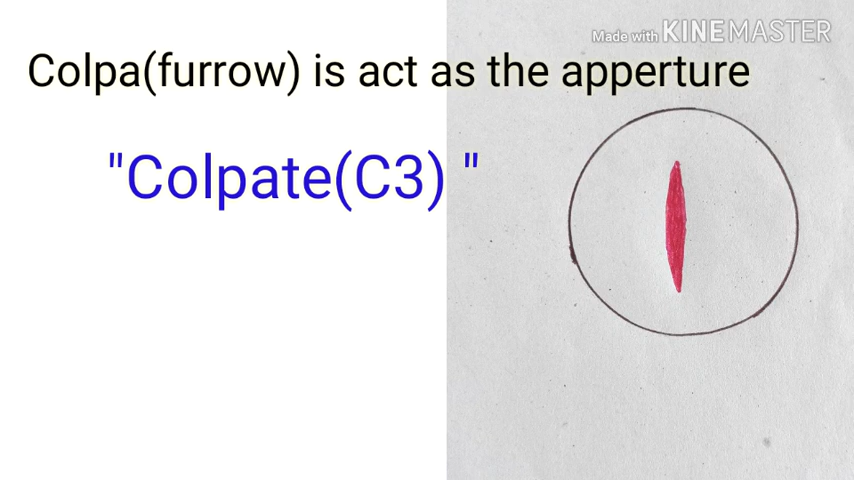 Made with KINEMASTER
Colpa(furrow) is act as the apperture
"Colpate(C3) "